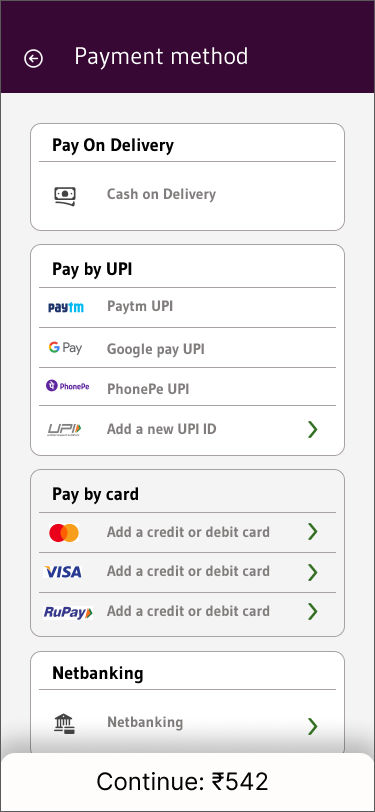 Payment method
Pay On Delivery
Cash on Delivery
Pay by UPI
paytm Paytm UPI
G Pay Google pay UPI
PhonePe PhonePe UPI
UPI Add a new UPI ID
Pay by card
Add a credit or debit card
VISA Add a credit or debit card
RuPay Add a credit or debit card
Netbanking
Netbanking
Continue: ₹542